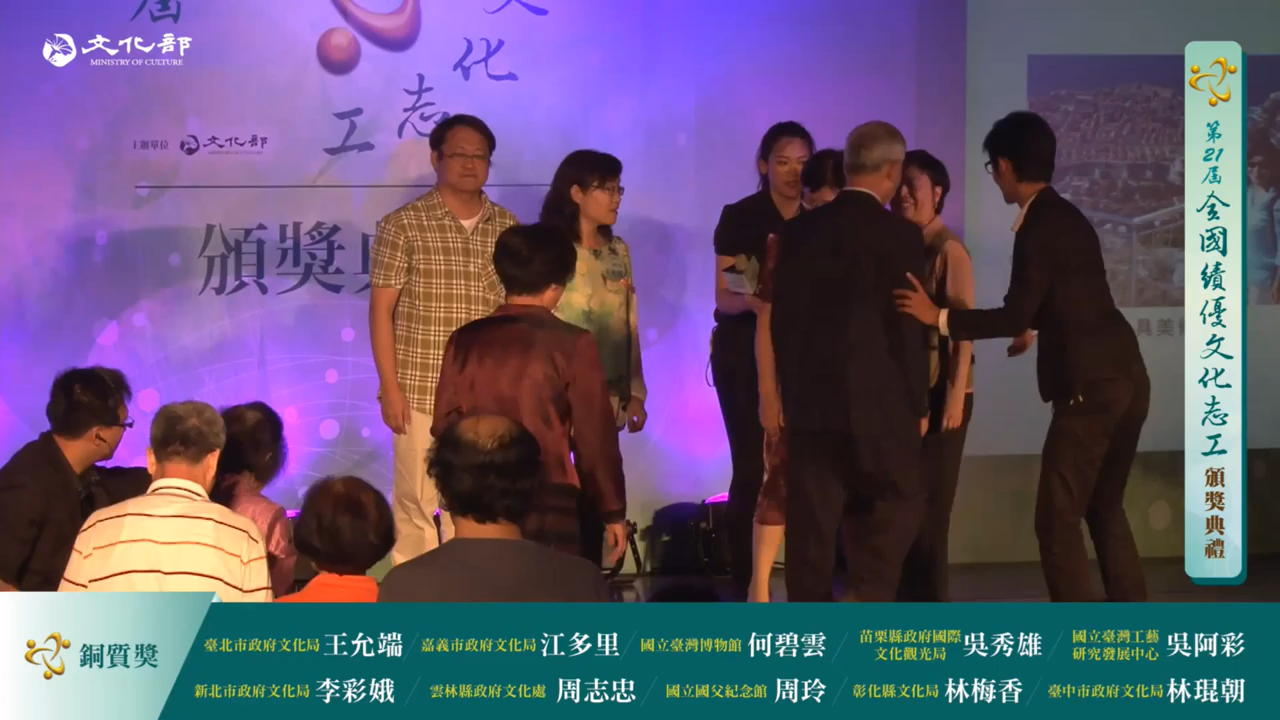 文化部
MINISTRY OF CULTURE
屆
文
化
志
工
主辦單位
文化部
頒獎典
具美
第21屆全國績優文化志工頒獎典禮
銅質獎
臺北市政府文化局 王允端
嘉義市政府文化局 江多里
國立臺灣博物館 何碧雲
苗栗縣政府國際
文化觀光局 吳秀雄
國立臺灣工藝
研究發展中心 吳阿彩
新北市政府文化局 李彩娥
雲林縣政府文化處 周志忠
國立國父紀念館 周玲
彰化縣文化局 林梅香
臺中市政府文化局 林琨朝